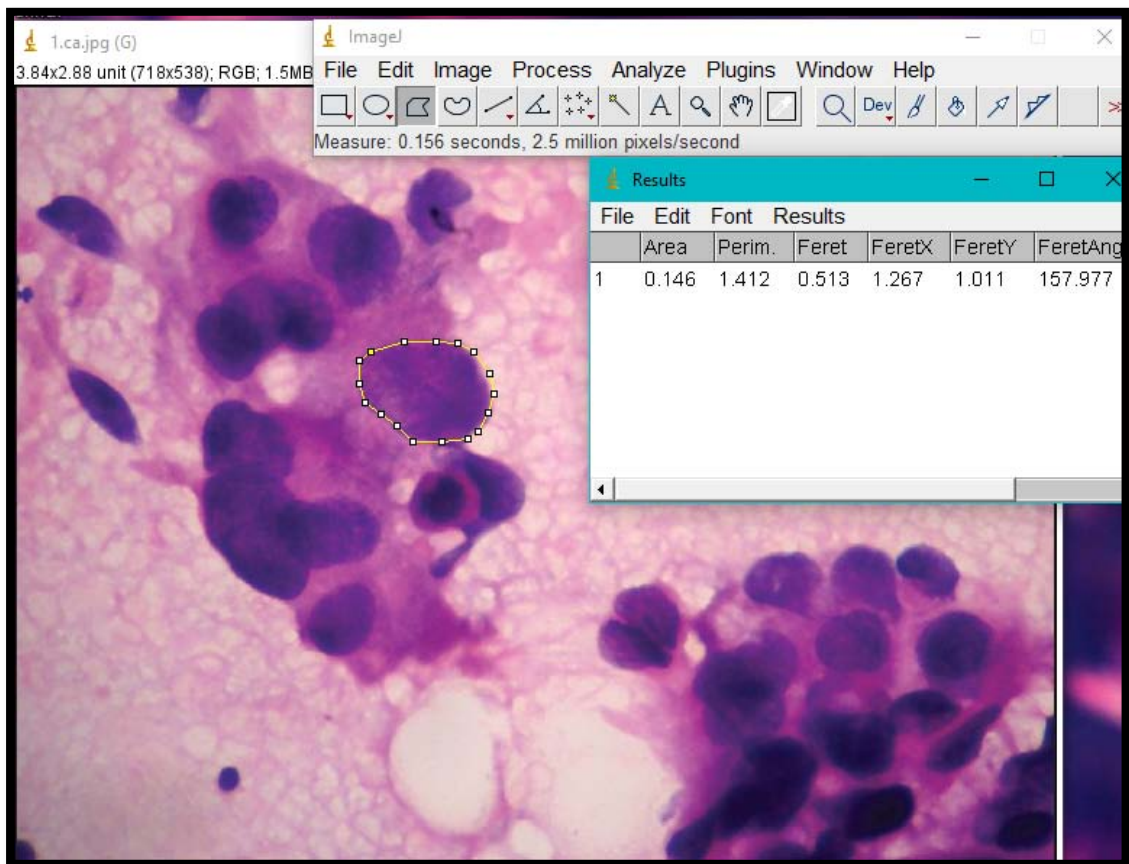 1.ca.jpg (G)
3.84x2.88 unit (718x538); RGB; 1.5MB
ImageJ
File Edit Image Process Analyze Plugins Window Help
A Dev
Measure: 0.156 seconds, 2.5 million pixels/second
Results
File Edit Font Results
Area Perim. Feret FeretX FeretY FeretAng
1 0.146 1.412 0.513 1.267 1.011 157.977